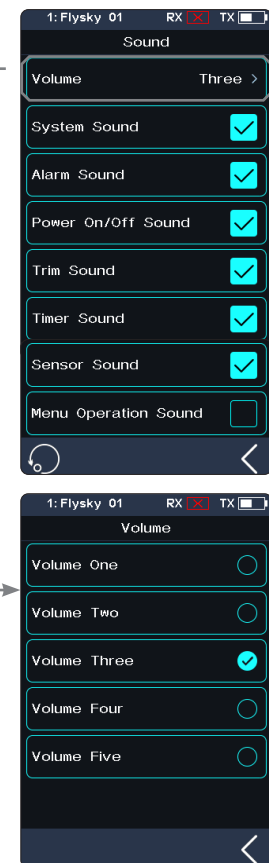 1: Flysky 01 RX TX
Sound
Volume Three >
System Sound
Alarm Sound
Power On/Off Sound
Trim Sound
Timer Sound
Sensor Sound
Menu Operation Sound
1: Flysky 01 RX TX
Volume
Volume One
Volume Two
Volume Three
Volume Four
Volume Five